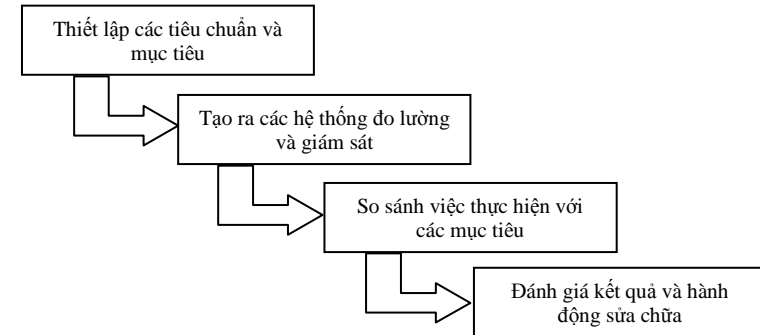 Thiết lập các tiêu chuẩn và
mục tiêu
Tạo ra các hệ thống đo lường
và giám sát
So sánh việc thực hiện với
các mục tiêu
Đánh giá kết quả và hành
động sửa chữa